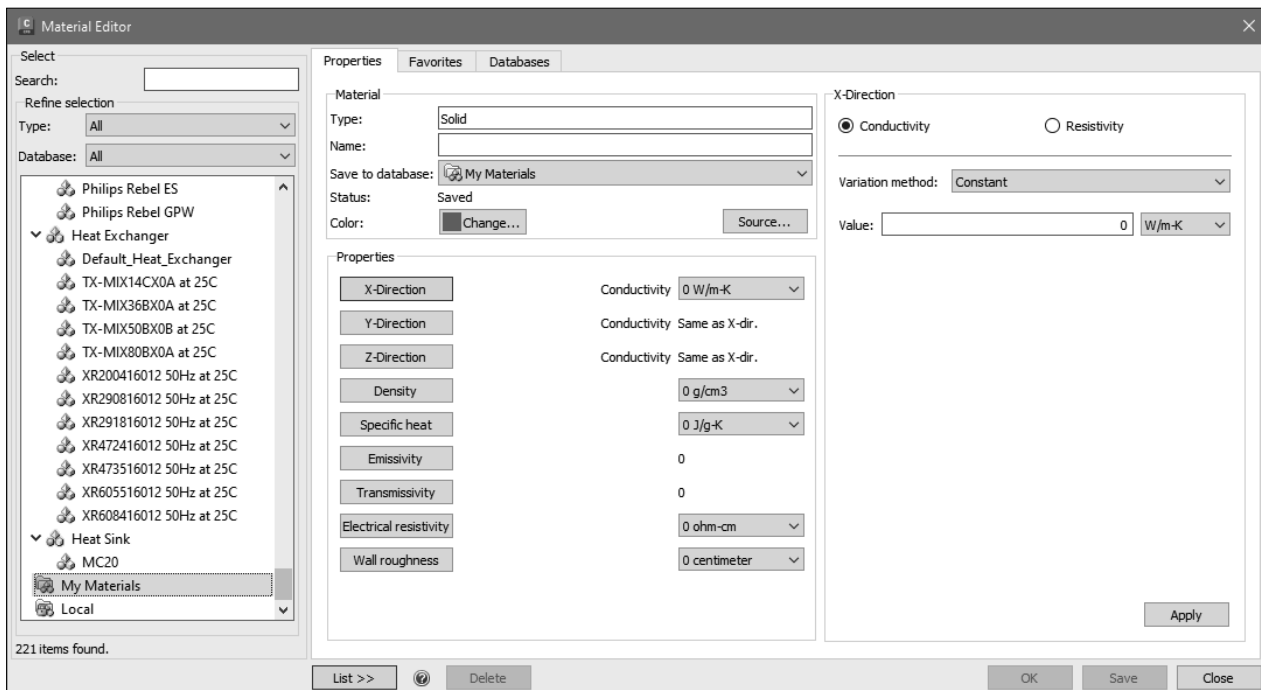 Material Editor
Select
Search:
Refine selection
Type: All
Database: All
Philips Rebel ES
Philips Rebel GPW
Heat Exchanger
Default_Heat_Exchanger
TX-MIX14CX0A at 25C
TX-MIX36BX0A at 25C
TX-MIX50BX0B at 25C
TX-MIX80BX0A at 25C
XR200416012 50Hz at 25C
XR290816012 50Hz at 25C
XR291816012 50Hz at 25C
XR472416012 50Hz at 25C
XR473516012 50Hz at 25C
XR605516012 50Hz at 25C
XR608416012 50Hz at 25C
Heat Sink
MC20
My Materials
Local
221 items found.
Properties Favorites Databases
Material
Type: Solid
Name:
Save to database: My Materials
Status: Saved
Color: Change... Source...
Properties
X-Direction Conductivity 0 W/m-K
Y-Direction Conductivity Same as X-dir.
Z-Direction Conductivity Same as X-dir.
Density 0 g/cm3
Specific heat 0 J/g-K
Emissivity 0
Transmissivity 0
Electrical resistivity 0 ohm-cm
Wall roughness 0 centimeter
X-Direction
Conductivity Resistivity
Variation method: Constant
Value: 0 W/m-K
Apply
List >> Delete OK Save Close